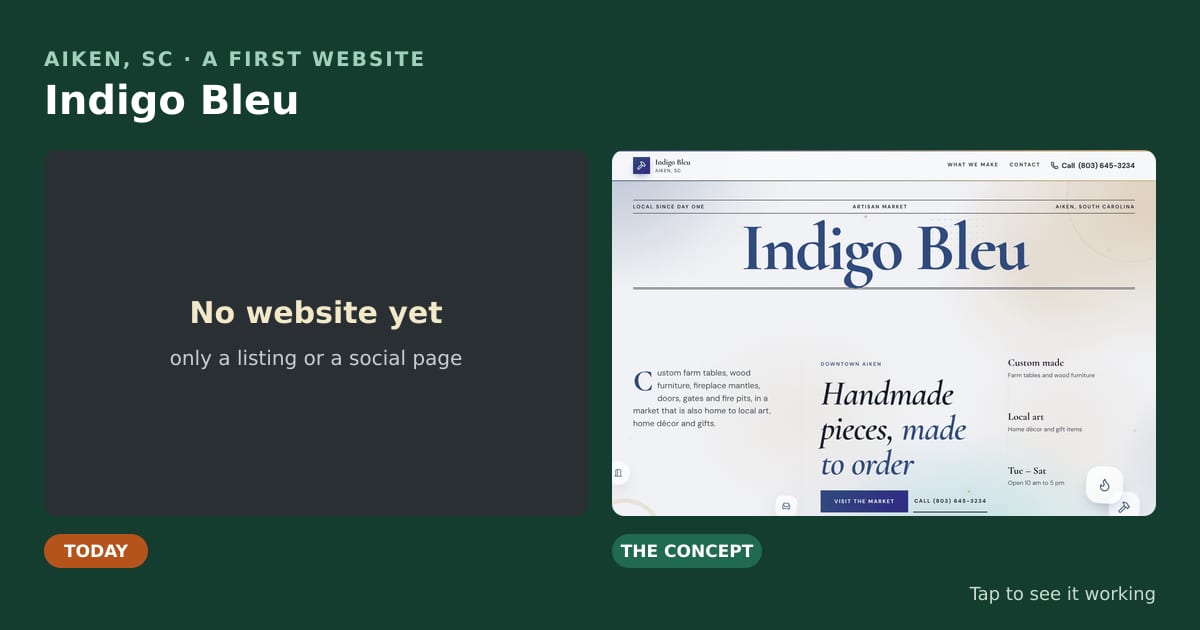 AIKEN, SC · A FIRST WEBSITE
Indigo Bleu
No website yet
only a listing or a social page
TODAY
Indigo Bleu
AIKEN, SC
WHAT WE MAKE
CONTACT
Call (803) 645-3234
LOCAL SINCE DAY ONE
ARTISAN MARKET
AIKEN, SOUTH CAROLINA
Indigo Bleu
Custom farm tables, wood
furniture, fireplace mantles,
doors, gates and fire pits, in a
market that is also home to local art,
home décor and gifts.
DOWNTOWN AIKEN
Handmade
pieces, made
to order
VISIT THE MARKET
CALL (803) 645-3234
Custom made
Farm tables and wood furniture
Local art
Home décor and gift items
Tue – Sat
Open 10 am to 5 pm
THE CONCEPT
Tap to see it working